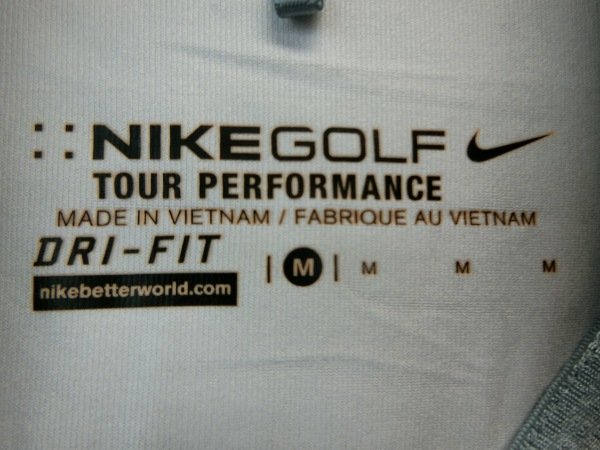 :: NIKEGOLF
TOUR PERFORMANCE
MADE IN VIETNAM / FABRIQUE AU VIETNAM
DRI-FIT
| M | M M M
nikebetterworld.com